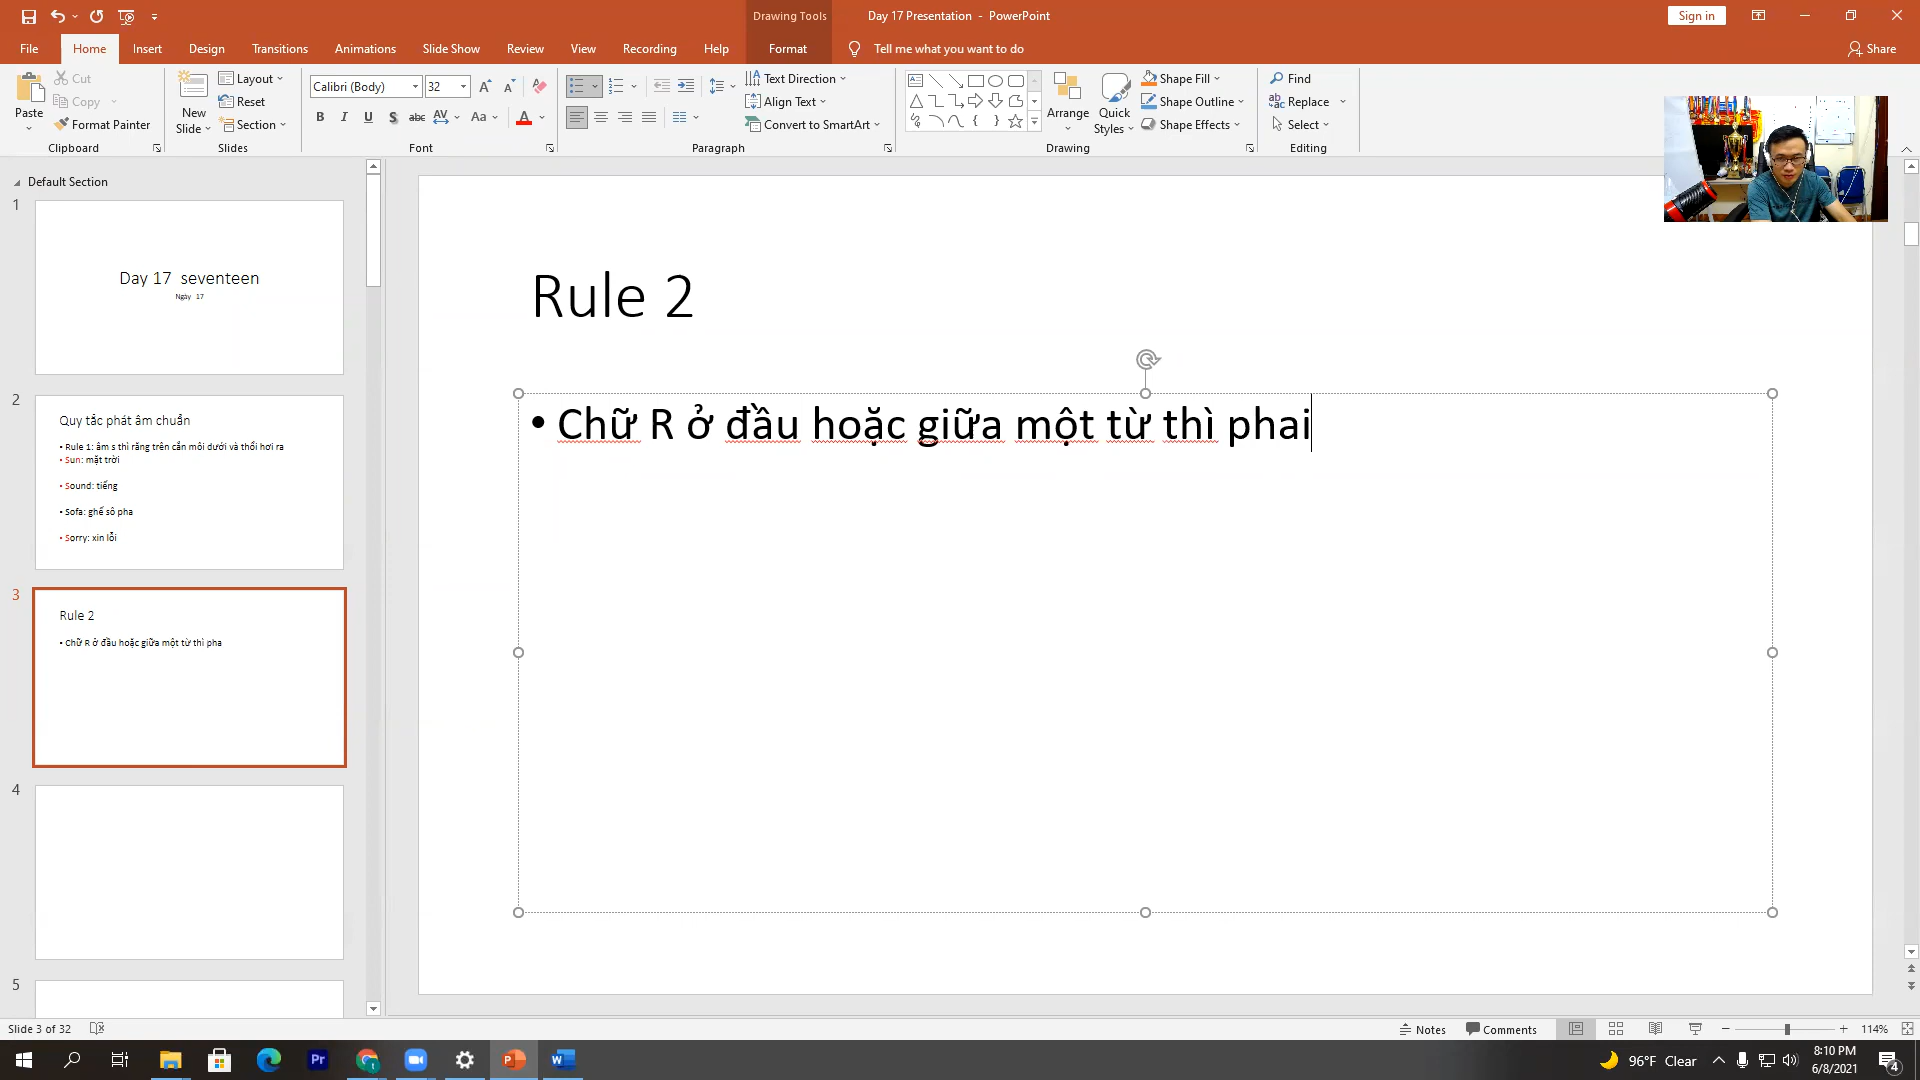 Drawing Tools
Day 17 Presentation - PowerPoint
Sign in
File Home Insert Design Transitions Animations Slide Show Review View Recording Help Format Tell me what you want to do Share
Paste
Cut
Copy
Format Painter
Clipboard
New Slide
Layout
Reset
Section
Slides
Calibri (Body) 32
B I U S abc AV Aa A
Font
Text Direction
Align Text
Convert to SmartArt
Paragraph
Arrange
Quick Styles
Shape Fill
Shape Outline
Shape Effects
Drawing
Find
Replace
Select
Editing
Default Section
1
Day 17 seventeen
Ngày 17
2
Quy tắc phát âm chuẩn
• Rule 1: âm s thì răng trên cắn môi dưới và thổi hơi ra
• Sun: mặt trời
• Sound: tiếng
• Sofa: ghế sô pha
• Sorry: xin lỗi
3
Rule 2
• Chữ R ở đầu hoặc giữa một từ thì pha
4
5
Rule 2
• Chữ R ở đầu hoặc giữa một từ thì phai
Slide 3 of 32
Notes
Comments
114%
Pr
96°F Clear
8:10 PM
6/8/2021
4